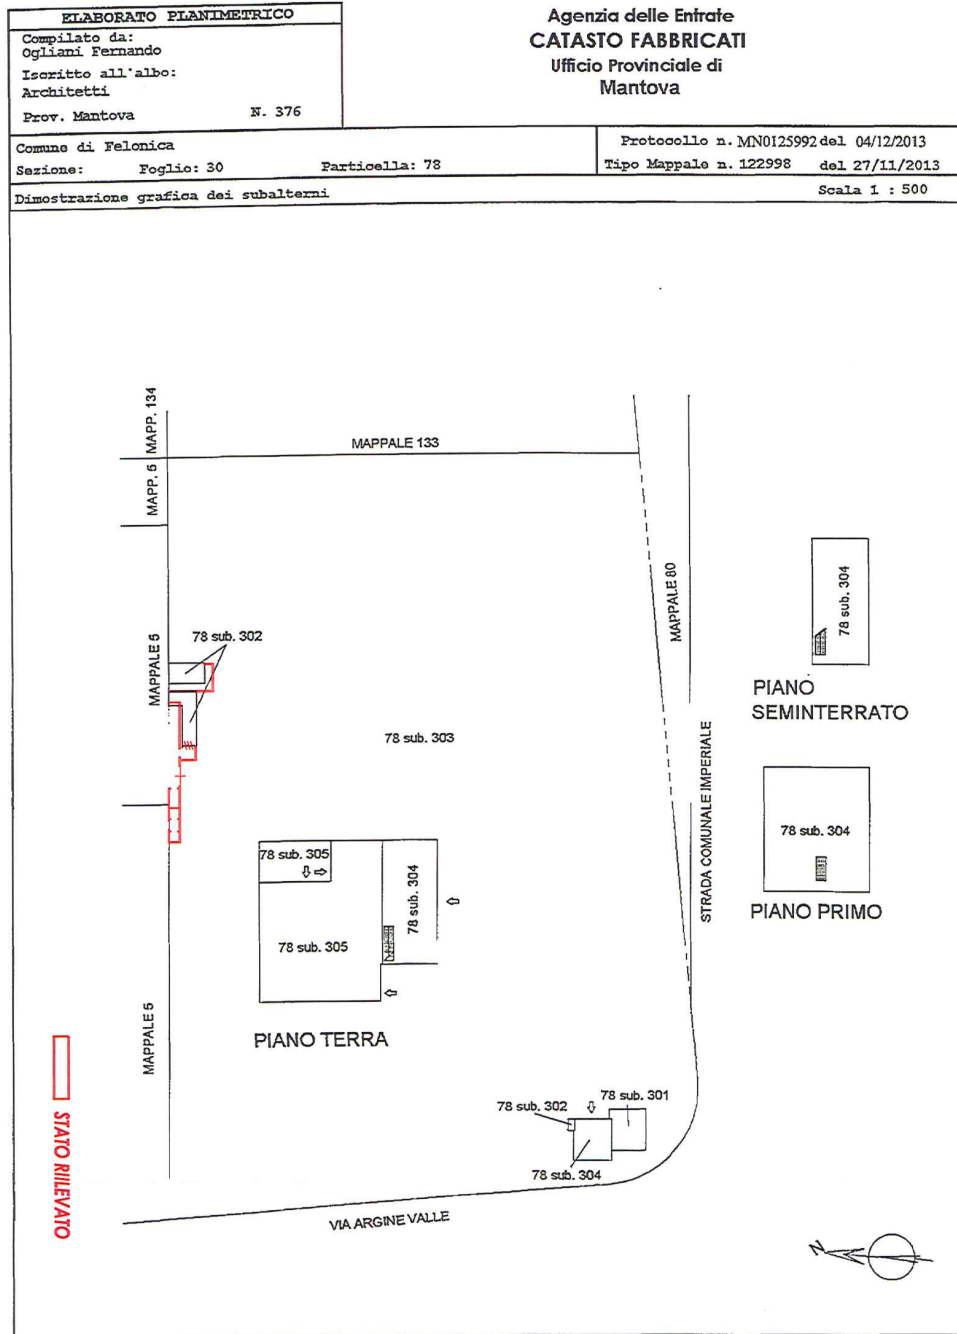 ELABORATO PLANIMETRICO
Compilato da:
Ogliani Fernando
Iscritto all'albo:
Architetti
Prov. Mantova N. 376
Agenzia delle Entrate
CATASTO FABBRICATI
Ufficio Provinciale di
Mantova
Comune di Felonica
Sezione: Foglio: 30 Particella: 78
Protocollo n. MN0125992 del 04/12/2013
Tipo Mappale n. 122998 del 27/11/2013
Dimostrazione grafica dei subalterni
Scala 1 : 500
MAPP. 134
MAPPALE 133
MAPP. 5
MAPPALE 80
78 sub. 304
78 sub. 302
MAPPALE 5
PIANO
SEMINTERRATO
78 sub. 303
STRADA COMUNALE IMPERIALE
78 sub. 304
78 sub. 305
78 sub. 304
PIANO PRIMO
78 sub. 305
MAPPALE 5
PIANO TERRA
STATO RIILEVATO
78 sub. 302
78 sub. 301
78 sub. 304
VIA ARGINE VALLE
N